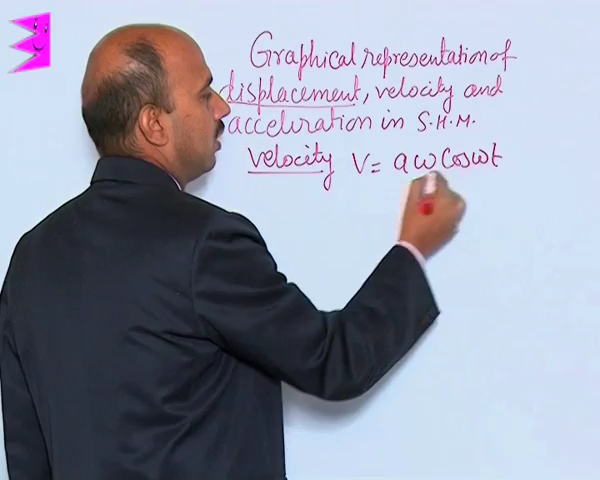 Graphical representation of
displacement, velocity and
acceleration in S.H.M.
velocity V = aω Cosωt